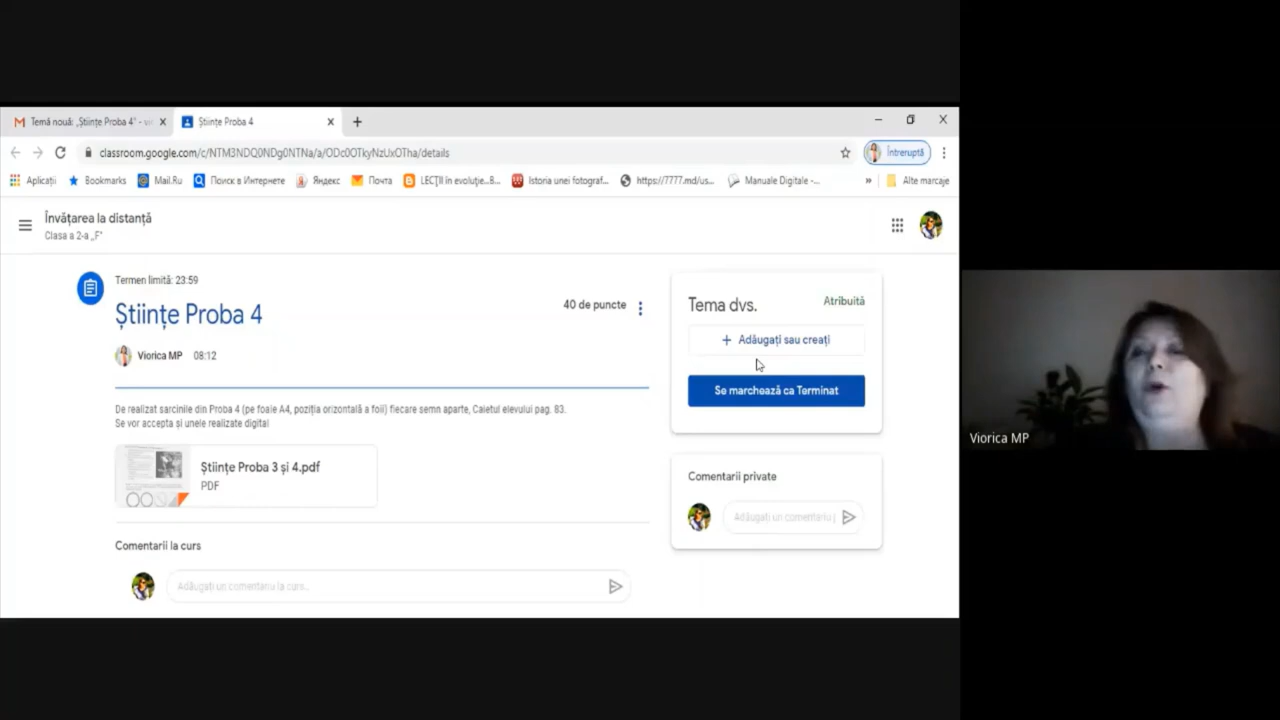 Temă nouă: „Științe Proba 4" -
Științe Proba 4
classroom.google.com/c/NTM3NDQ0NDg0NTNa/a/ODc0OTkyNzUxOTha/details
Întreruptă
Aplicații
Bookmarks
Mail.Ru
Поиск в Интернете
Яндекс
Почта
LECȚII în evoluție...B...
Istoria unei fotograf...
https://7777.md/us...
Manuale Digitale -...
»
Alte marcaje
Învățarea la distanță
Clasa a 2-a „F"
Termen limită: 23:59
Științe Proba 4
40 de puncte
Viorica MP 08:12
De realizat sarcinile din Proba 4 (pe foaie A4, poziția orizontală a foii) fiecare semn aparte, Caietul elevului pag. 83.
Se vor accepta și unele realizate digital
Științe Proba 3 și 4.pdf
PDF
Comentarii la curs
Adăugați un comentariu la curs...
Tema dvs.
Atribuită
+ Adăugați sau creați
Se marchează ca Terminat
Comentarii private
Adăugați un comentariu p
Viorica MP